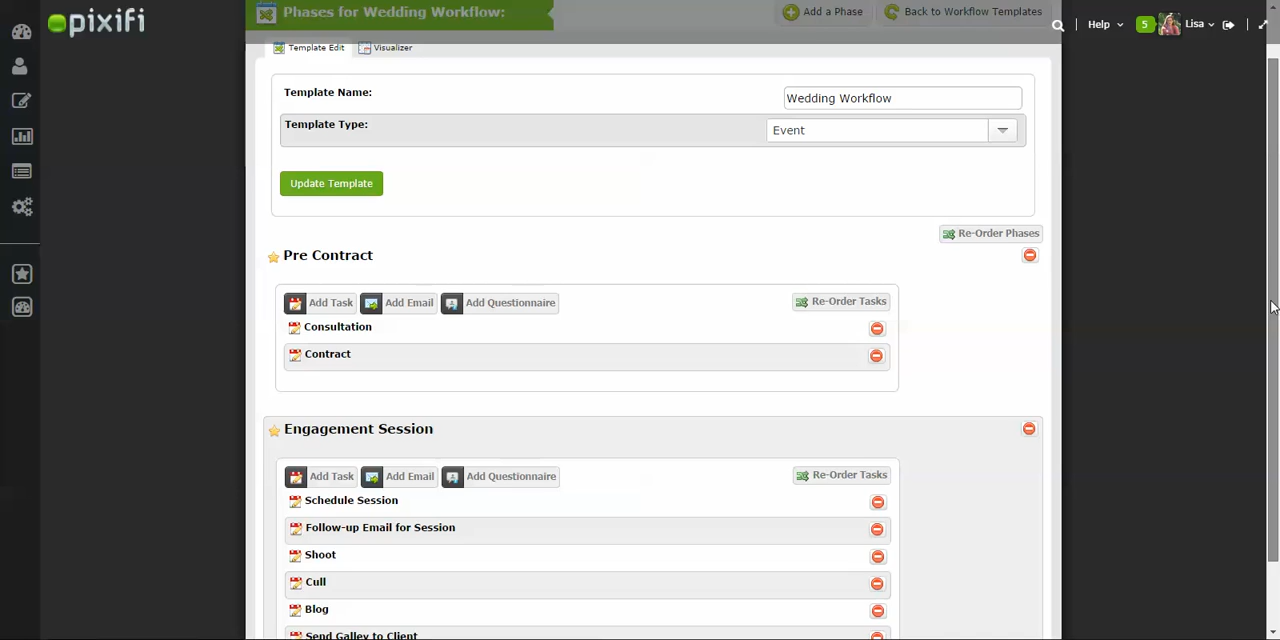 pixifi
Phases for Wedding Workflow:
Add a Phase
Back to Workflow Templates
Help
5
Lisa
Template Edit
Visualizer
Template Name:
Wedding Workflow
Template Type:
Event
Update Template
Re-Order Phases
Pre Contract
Add Task
Add Email
Add Questionnaire
Re-Order Tasks
Consultation
Contract
Engagement Session
Add Task
Add Email
Add Questionnaire
Re-Order Tasks
Schedule Session
Follow-up Email for Session
Shoot
Cull
Blog
Send Galley to Client